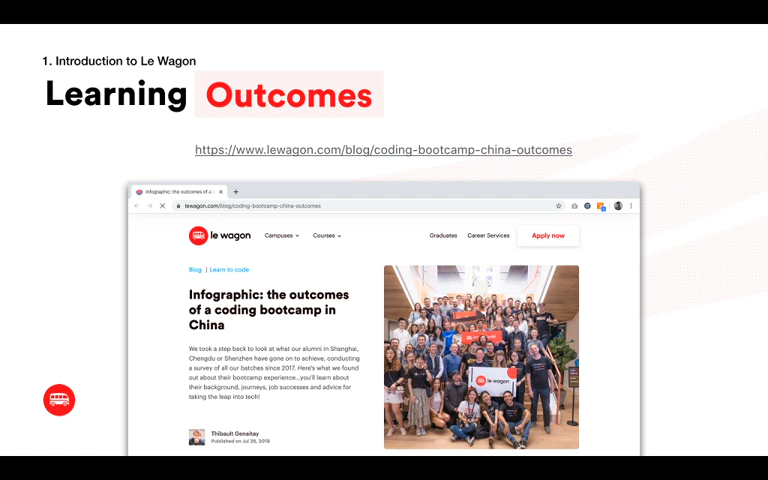 1. Introduction to Le Wagon
Learning Outcomes
https://www.lewagon.com/blog/coding-bootcamp-china-outcomes
Infographic: the outcomes of a
lewagon.com/blog/coding-bootcamp-china-outcomes
le wagon
Campuses
Courses
Graduates
Career Services
Apply now
Blog | Learn to code
Infographic: the outcomes
of a coding bootcamp in
China
We took a step back to look at what our alumni in Shanghai,
Chengdu or Shenzhen have gone on to achieve, conducting
a survey of all our batches since 2017. Here's what we found
out about their bootcamp experience...you'll learn about
their background, journeys, job successes and advice for
taking the leap into tech!
le wagon
Thibault Genaitay
Published on Jul 26, 2019